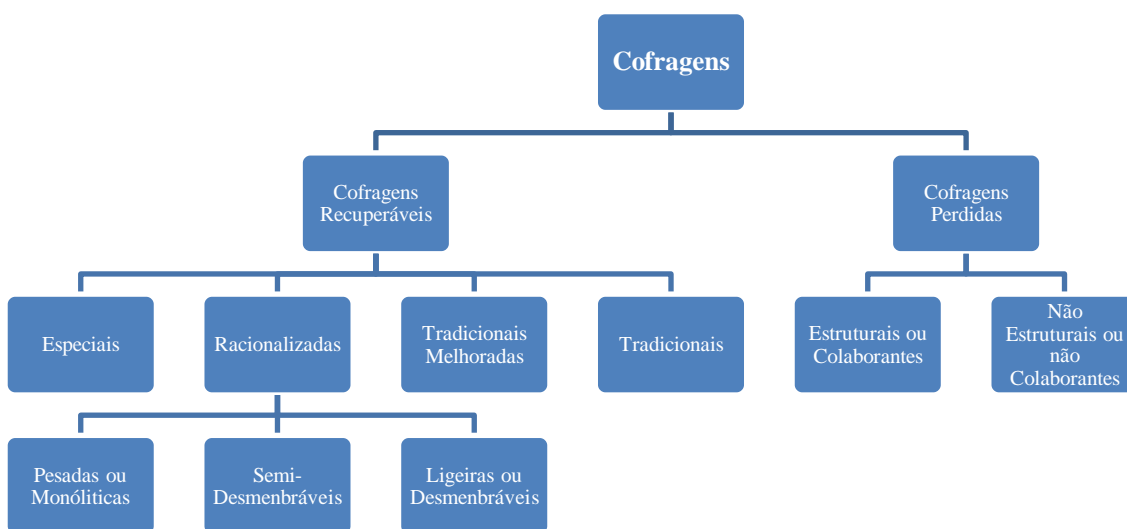 Cofragens
Cofragens
Recuperáveis
Cofragens
Perdidas
Especiais
Racionalizadas
Tradicionais
Melhoradas
Tradicionais
Estruturais ou
Colaborantes
Não
Estruturais ou
não
Colaborantes
Pesadas ou
Monóliticas
Semi-
Desmenbráveis
Ligeiras ou
Desmenbráveis